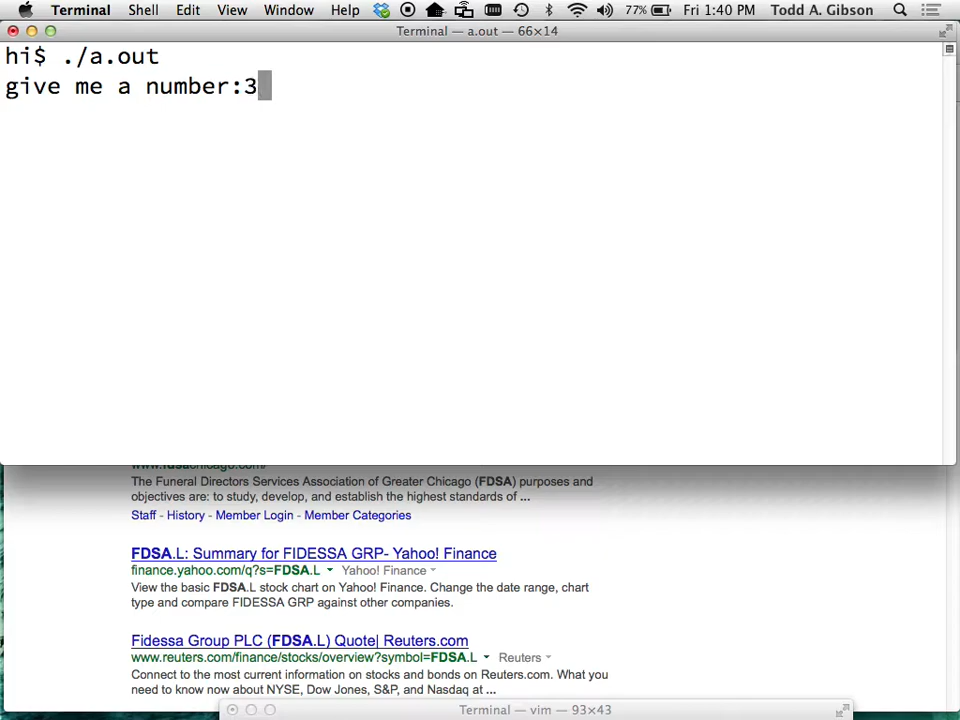 Terminal Shell Edit View Window Help 77% Fri 1:40 PM Todd A. Gibson
Terminal — a.out — 66×14
hi$ ./a.out
give me a number:3
www.fdsachicago.com/
The Funeral Directors Services Association of Greater Chicago (FDSA) purposes and
objectives are: to study, develop, and establish the highest standards of ...
Staff - History - Member Login - Member Categories
FDSA.L: Summary for FIDESSA GRP- Yahoo! Finance
finance.yahoo.com/q?s=FDSA.L Yahoo! Finance
View the basic FDSA.L stock chart on Yahoo! Finance. Change the date range, chart
type and compare FIDESSA GRP against other companies.
Fidessa Group PLC (FDSA.L) Quote| Reuters.com
www.reuters.com/finance/stocks/overview?symbol=FDSA.L Reuters
Connect to the most current information on stocks and bonds on Reuters.com. How you
need to know now about NYSE, Dow Jones, S&P, and Nasdaq at ...
Terminal — vim — 93×43